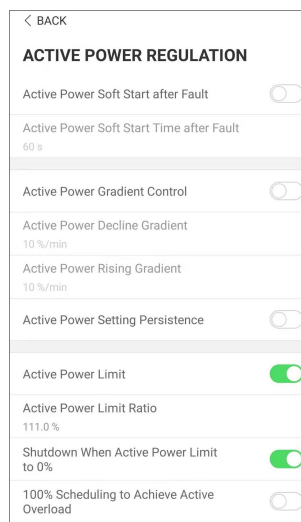 < BACK
ACTIVE POWER REGULATION
Active Power Soft Start after Fault
Active Power Soft Start Time after Fault
60 s
Active Power Gradient Control
Active Power Decline Gradient
10 %/min
Active Power Rising Gradient
10 %/min
Active Power Setting Persistence
Active Power Limit
Active Power Limit Ratio
111.0 %
Shutdown When Active Power Limit
to 0%
100% Scheduling to Achieve Active
Overload